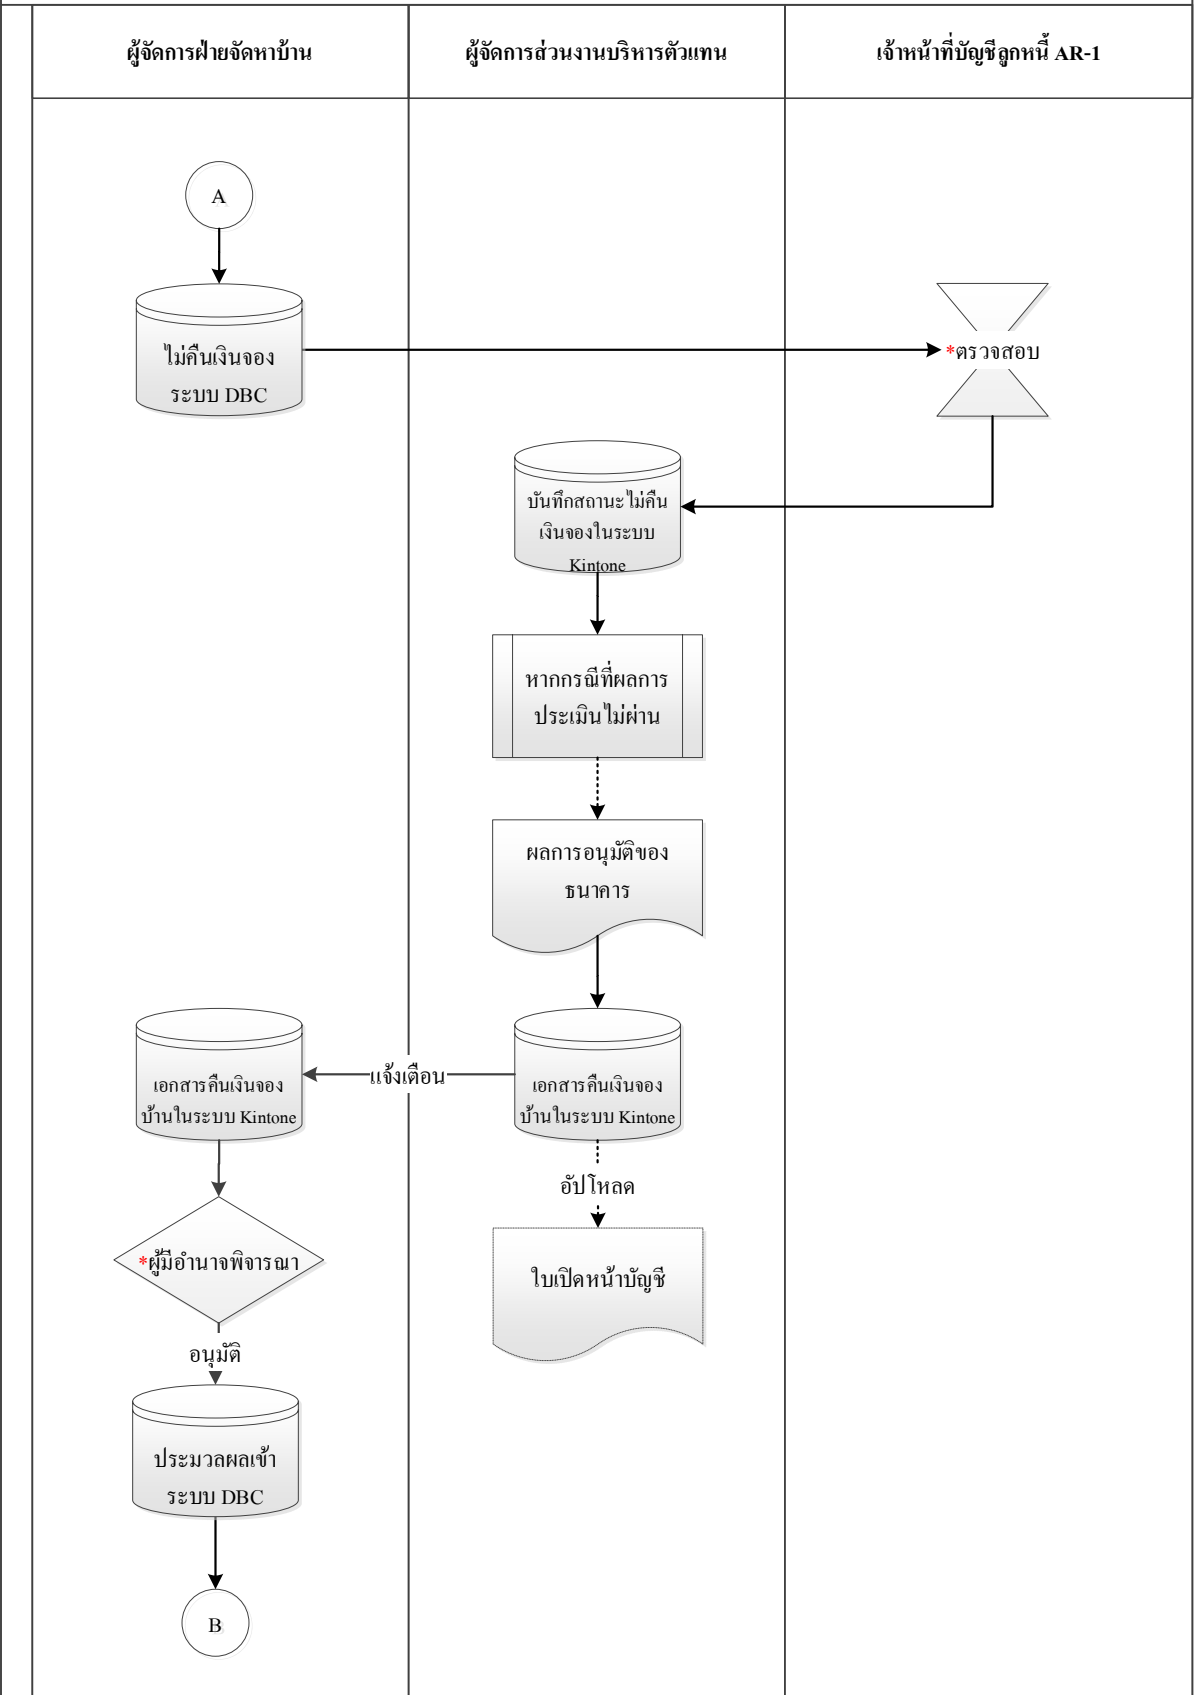 ผู้จัดการฝ่ายจัดหาบ้าน
ผู้จัดการส่วนงานบริหารตัวแทน
เจ้าหน้าที่บัญชีลูกหนี้ AR-1
A
ไม่คืนเงินจอง
ระบบ DBC
*ตรวจสอบ
บันทึกสถานะไม่คืน
เงินจองในระบบ
Kintone
หากกรณีที่ผลการ
ประเมินไม่ผ่าน
ผลการอนุมัติของ
ธนาคาร
เอกสารคืนเงินจอง
บ้านในระบบ Kintone
แจ้งเตือน
เอกสารคืนเงินจอง
บ้านในระบบ Kintone
อัปโหลด
*ผู้มีอำนาจพิจารณา
ใบเปิดหน้าบัญชี
อนุมัติ
ประมวลผลเข้า
ระบบ DBC
B